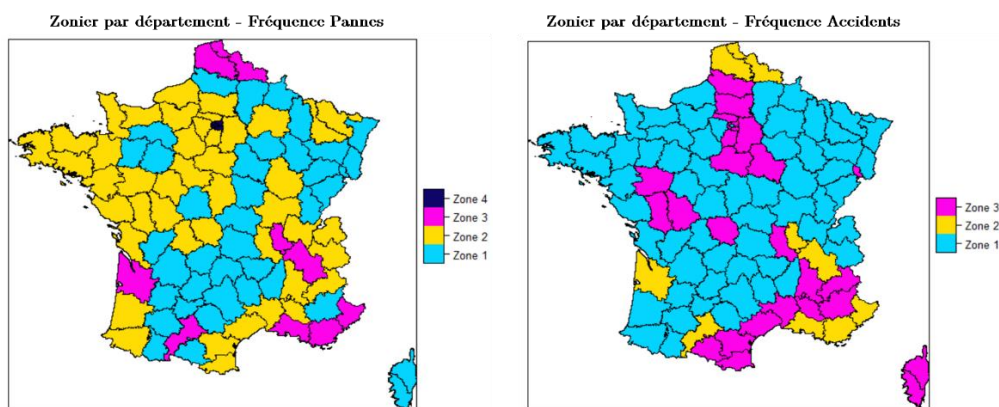 Zonier par département - Fréquence Pannes
Zone 4
Zone 3
Zone 2
Zone 1
Zonier par département - Fréquence Accidents
Zone 3
Zone 2
Zone 1